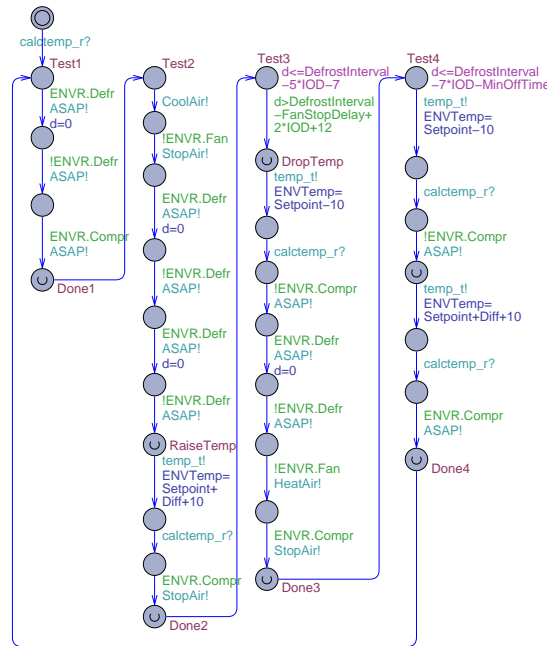 calctemp_r?
Test1
ENVR.Defr
ASAP!
d=0
!ENVR.Defr
ASAP!
ENVR.Compr
ASAP!
Done1
Test2
CoolAir!
!ENVR.Fan
StopAir!
ENVR.Defr
ASAP!
d=0
!ENVR.Defr
ASAP!
ENVR.Defr
ASAP!
d=0
!ENVR.Defr
ASAP!
RaiseTemp
temp_t!
ENVTemp=
Setpoint+
Diff+10
calctemp_r?
ENVR.Compr
StopAir!
Done2
Test3
d<=DefrostInterval
−5*IOD−7
d>DefrostInterval
−FanStopDelay+
2*IOD+12
DropTemp
temp_t!
ENVTemp=
Setpoint−10
calctemp_r?
!ENVR.Compr
ASAP!
ENVR.Defr
ASAP!
d=0
!ENVR.Defr
ASAP!
!ENVR.Fan
HeatAir!
ENVR.Compr
StopAir!
Done3
Test4
d<=DefrostInterval
−7*IOD−MinOffTime
temp_t!
ENVTemp=
Setpoint−10
calctemp_r?
!ENVR.Compr
ASAP!
temp_t!
ENVTemp=
Setpoint+Diff+10
calctemp_r?
ENVR.Compr
ASAP!
Done4